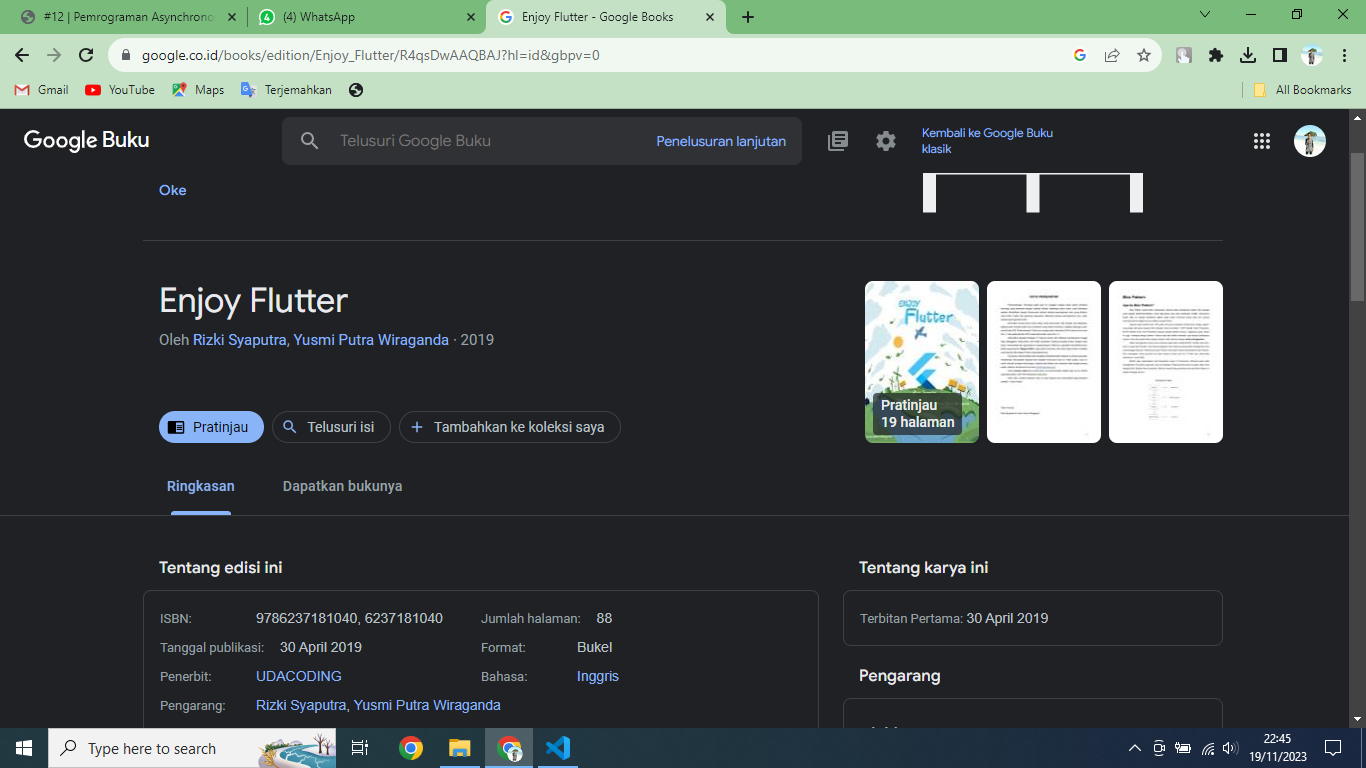 #12 | Pemrograman Asynchrono
(4) WhatsApp
Enjoy Flutter - Google Books
google.co.id/books/edition/Enjoy_Flutter/R4qsDwAAQBAJ?hl=id&gbpv=0
Gmail
YouTube
Maps
Terjemahkan
All Bookmarks
Google Buku
Telusuri Google Buku
Penelusuran lanjutan
Kembali ke Google Buku
klasik
Oke
Enjoy Flutter
Oleh Rizki Syaputra, Yusmi Putra Wiraganda · 2019
ENJOY
Flutter
Pratinjau
19 halaman
Pratinjau
Telusuri isi
Tambahkan ke koleksi saya
Ringkasan
Dapatkan bukunya
Tentang edisi ini
ISBN: 9786237181040, 6237181040
Jumlah halaman: 88
Tanggal publikasi: 30 April 2019
Format: Bukel
Penerbit: UDACODING
Bahasa: Inggris
Pengarang: Rizki Syaputra, Yusmi Putra Wiraganda
Tentang karya ini
Terbitan Pertama: 30 April 2019
Pengarang
Type here to search
22:45
19/11/2023